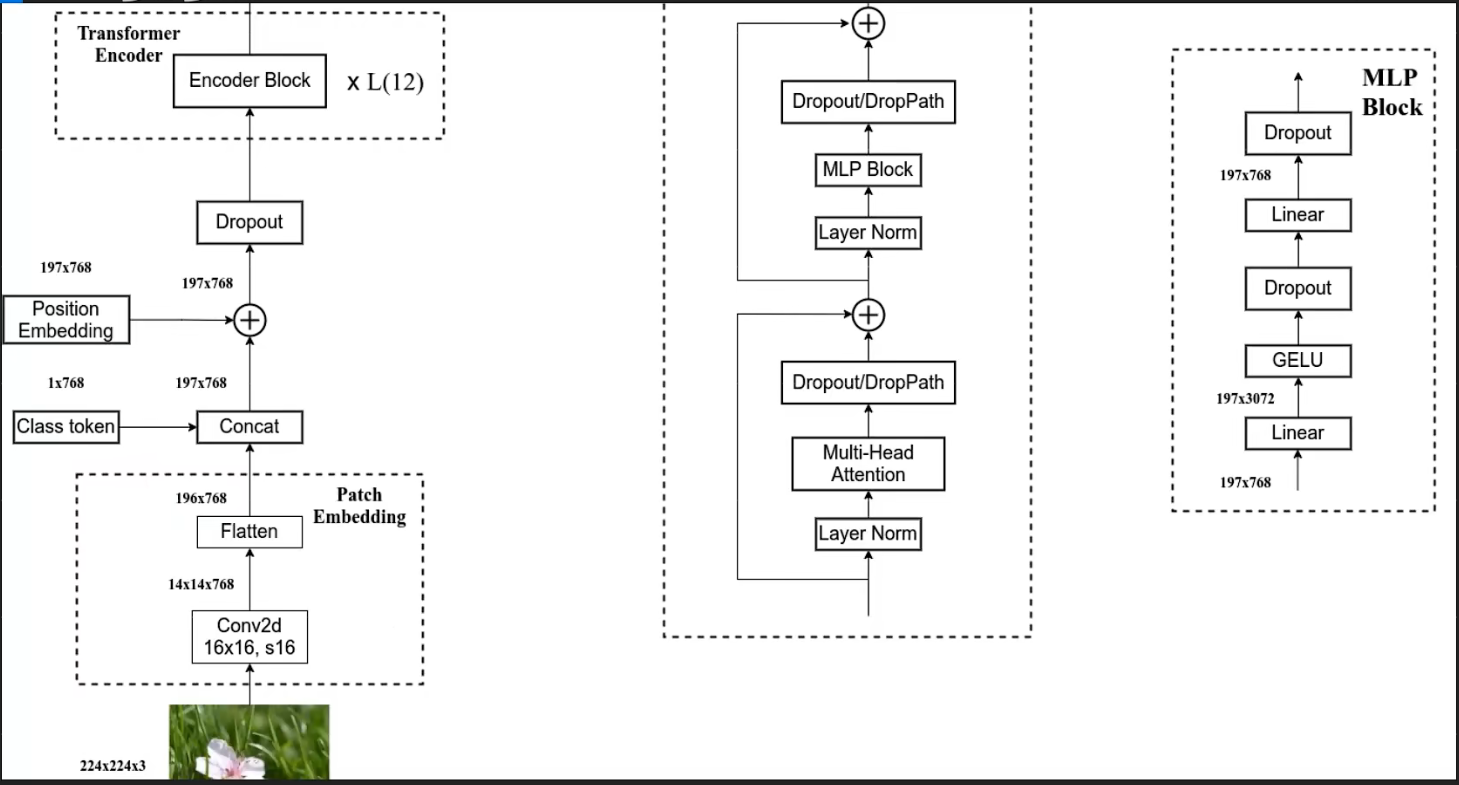 Transformer
Encoder
Encoder Block
x L(12)
Dropout
197x768
197x768
Position
Embedding
1x768
197x768
Class token
Concat
196x768
Patch
Embedding
Flatten
14x14x768
Conv2d
16x16, s16
224x224x3
Dropout/DropPath
MLP Block
Layer Norm
Dropout/DropPath
Multi-Head
Attention
Layer Norm
MLP
Block
Dropout
197x768
Linear
Dropout
GELU
197x3072
Linear
197x768